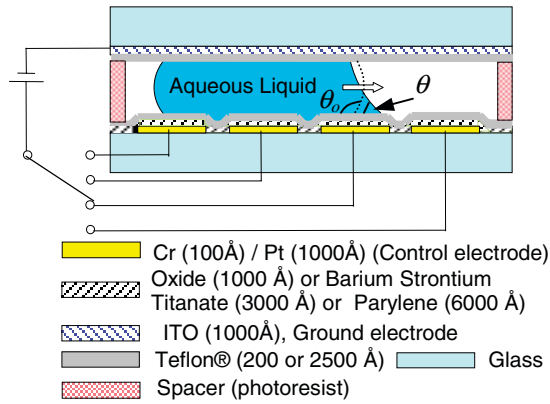 Aqueous Liquid
θ
θo
Cr (100Å) / Pt (1000Å) (Control electrode)
Oxide (1000 Å) or Barium Strontium
Titanate (3000 Å) or Parylene (6000 Å)
ITO (1000Å), Ground electrode
Teflon® (200 or 2500 Å)
Glass
Spacer (photoresist)